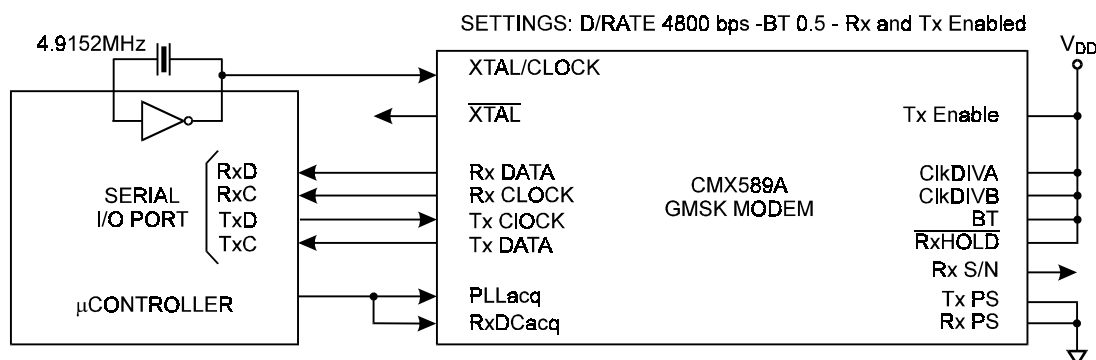 SETTINGS: D/RATE 4800 bps -BT 0.5 - Rx and Tx Enabled
4.9152MHz
VDD
XTAL/CLOCK
XTAL
Tx Enable
RxD
RxC
TxD
TxC
SERIAL
I/O PORT
Rx DATA
Rx CLOCK
Tx ClOCK
Tx DATA
CMX589A
GMSK MODEM
ClkDIVA
ClkDIVB
BT
RxHOLD
Rx S/N
µCONTROLLER
PLLacq
RxDCacq
Tx PS
Rx PS